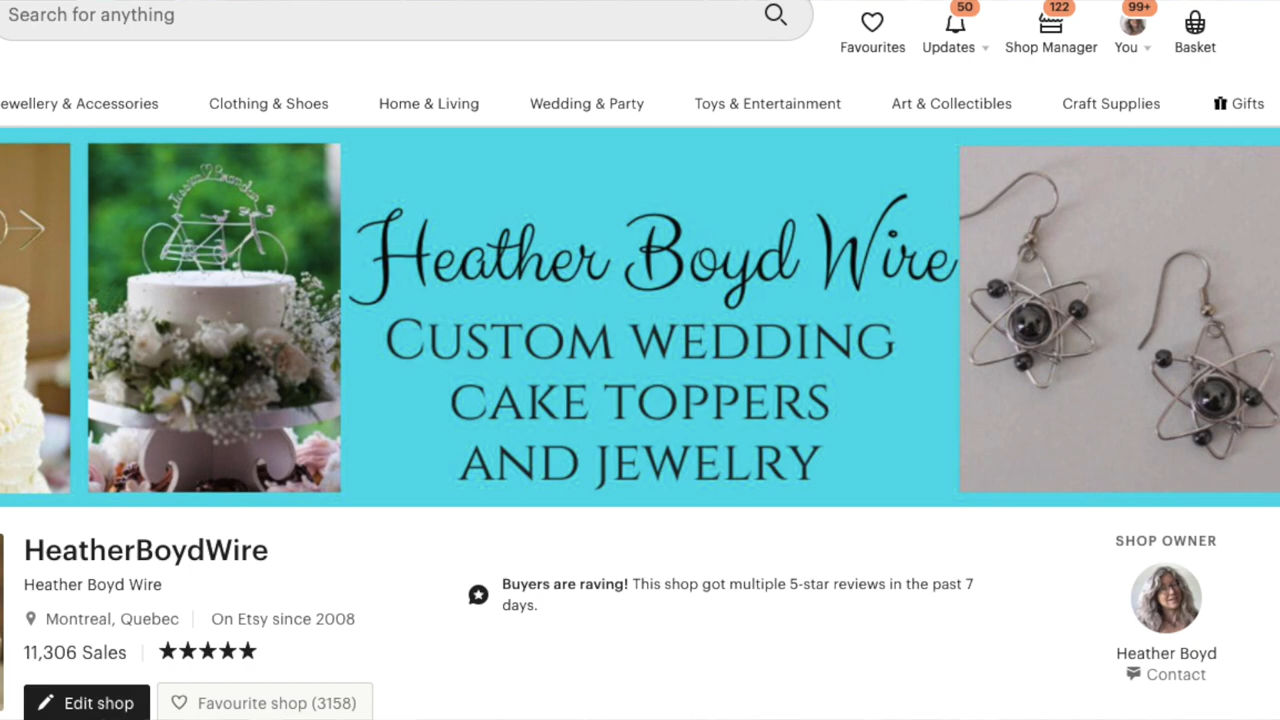 Search for anything
50
122
99+
Favourites
Updates
Shop Manager
You
Basket
ewellery & Accessories
Clothing & Shoes
Home & Living
Wedding & Party
Toys & Entertainment
Art & Collectibles
Craft Supplies
Gifts
Jessica Brandon
Heather Boyd Wire
CUSTOM WEDDING
CAKE TOPPERS
AND JEWELRY
HeatherBoydWire
Heather Boyd Wire
Montreal, Quebec
On Etsy since 2008
11,306 Sales
Edit shop
Favourite shop (3158)
Buyers are raving! This shop got multiple 5-star reviews in the past 7
days.
SHOP OWNER
Heather Boyd
Contact